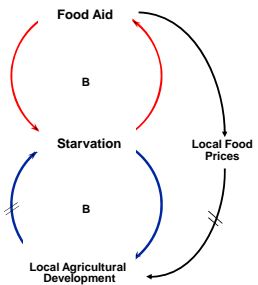 Food Aid
B
Starvation
Local Food
Prices
B
Local Agricultural
Development